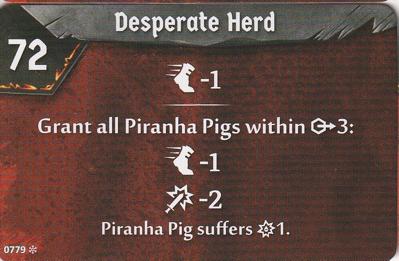 Desperate Herd
72
-1
Grant all Piranha Pigs within 3:
-1
-2
Piranha Pig suffers 1.
0779